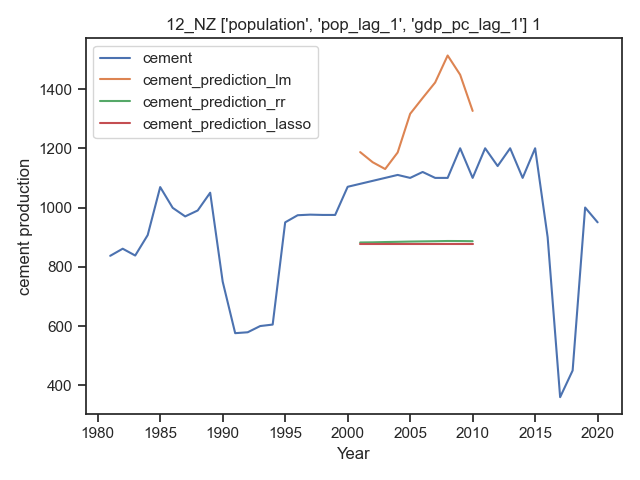 12_NZ ['population', 'pop_lag_1', 'gdp_pc_lag_1'] 1
cement
cement_prediction_lm
cement_prediction_rr
cement_prediction_lasso
cement production
1400
1200
1000
800
600
400
1980 1985 1990 1995 2000 2005 2010 2015 2020
Year